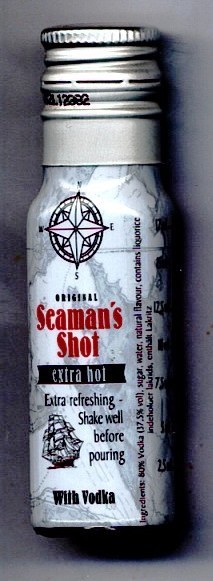 N
W E
S
ORIGINAL
Seaman's
Shot
extra hot
Extra refreshing -
Shake well
before
pouring
With Vodka
Ingredients: 80% Vodka (37.5% vol), sugar, water, natural flavour, contains liquorice
indeholder lakrids, enthält Lakritz